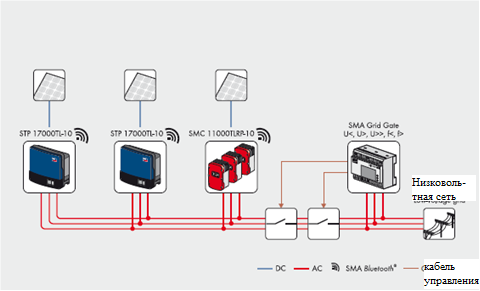 STP 17000TL-10
STP 17000TL-10
SMC 11000TLRP-10
SMA Grid Gate
U<, U>, U>>, f<, f>
Низковоль-
тная сеть
DC
AC
SMA Bluetooth®
кабель
управления